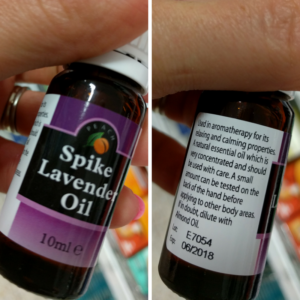 Spike
Lavender
Oil
10ml e
Used in aromatherapy for its
relaxing and calming properties.
A natural essential oil which is
very concentrated and should
be used with care. A small
amount can be tested on the
back of the hand before
applying to other body areas.
If in doubt, dilute with
Almond OIL.
Lot: E7054
Exp: 06/2018